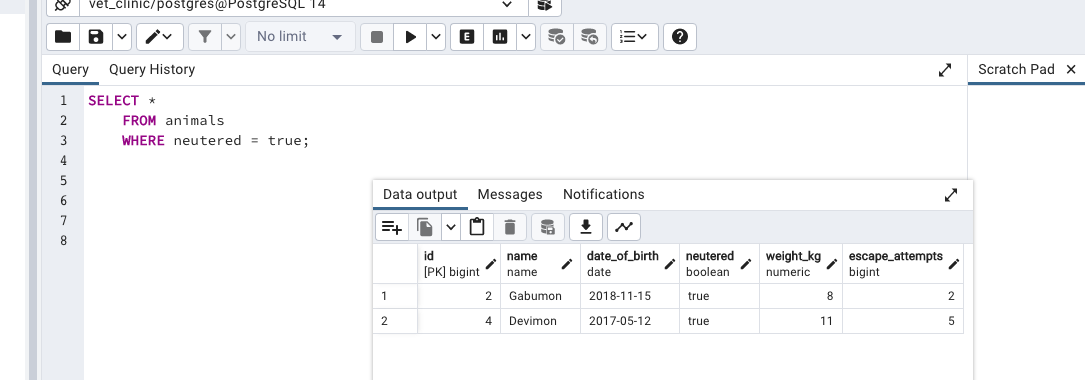 vet_clinic/postgres@PostgreSQL 14
No limit
E
Query Query History
Scratch Pad
1 SELECT *
2 FROM animals
3 WHERE neutered = true;
4
5
6
7
8
Data output Messages Notifications
id name date_of_birth neutered weight_kg escape_attempts
[PK] bigint name date boolean numeric bigint
1 2 Gabumon 2018-11-15 true 8 2
2 4 Devimon 2017-05-12 true 11 5